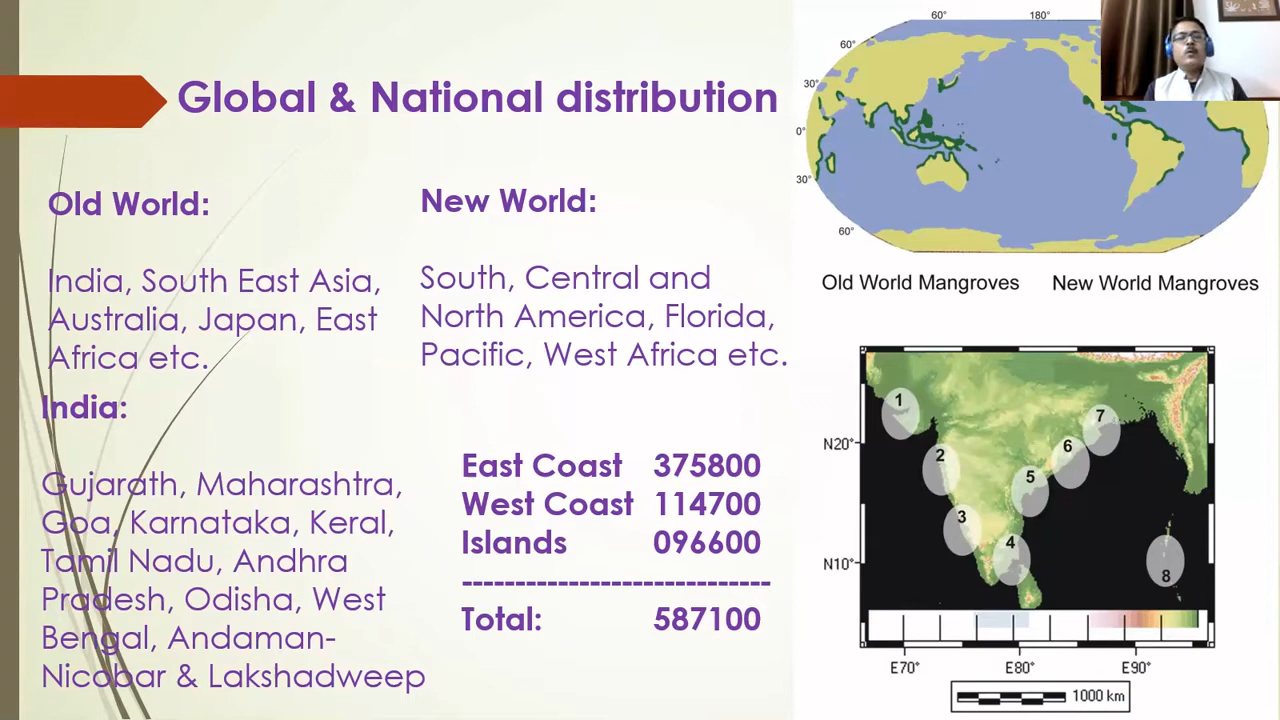 Global & National distribution
Old World:
India, South East Asia,
Australia, Japan, East
Africa etc.
New World:
South, Central and
North America, Florida,
Pacific, West Africa etc.
India:
Gujarath, Maharashtra,
Goa, Karnataka, Keral,
Tamil Nadu, Andhra
Pradesh, Odisha, West
Bengal, Andaman-
Nicobar & Lakshadweep
East Coast 375800
West Coast 114700
Islands 096600
-----------------------------
Total: 587100
60° 180°
60°
30°
0°
30°
60°
Old World Mangroves New World Mangroves
1
7
N20°
2
6
5
3
4
N10°
8
E70° E80° E90°
1000 km